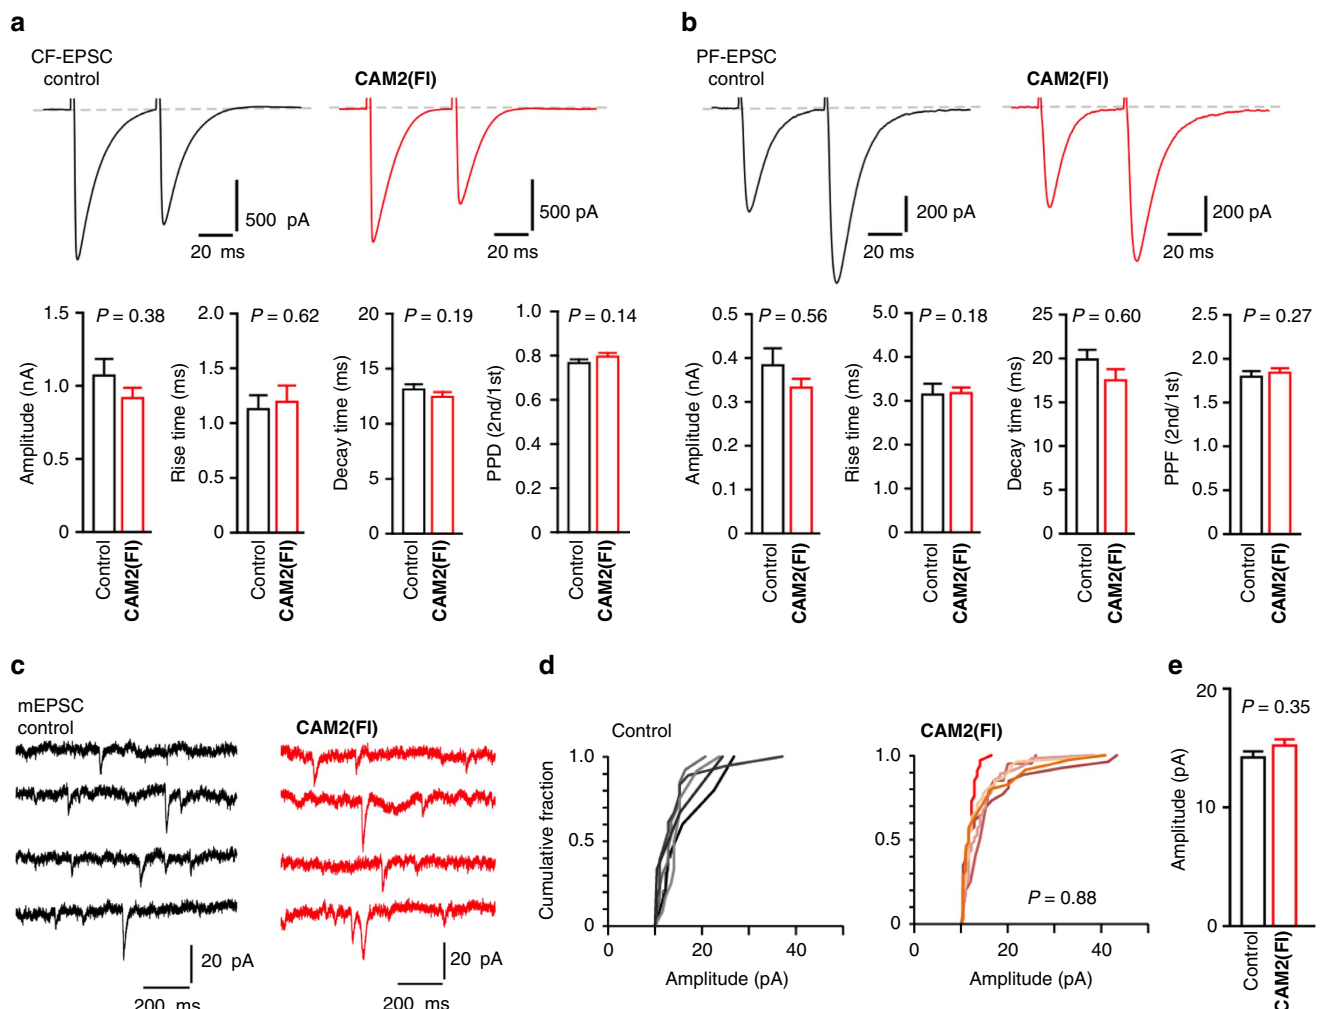 a
CF-EPSC
control
CAM2(FI)
500 pA
20 ms
500 pA
20 ms
b
PF-EPSC
control
CAM2(FI)
200 pA
20 ms
200 pA
20 ms
1.5
1.0
0.5
0
Amplitude (nA)
P = 0.38
Control
CAM2(FI)
2.0
1.5
1.0
0.5
0
Rise time (ms)
P = 0.62
Control
CAM2(FI)
20
15
10
5
0
Decay time (ms)
P = 0.19
Control
CAM2(FI)
1.0
0.8
0.6
0.4
0.2
0
PPD (2nd/1st)
P = 0.14
Control
CAM2(FI)
0.5
0.4
0.3
0.2
0.1
0
Amplitude (nA)
P = 0.56
Control
CAM2(FI)
5.0
4.0
3.0
2.0
1.0
0
Rise time (ms)
P = 0.18
Control
CAM2(FI)
25
20
15
10
5
0
Decay time (ms)
P = 0.60
Control
CAM2(FI)
2.5
2.0
1.5
1.0
0.5
0
PPF (2nd/1st)
P = 0.27
Control
CAM2(FI)
c
mEPSC
control
CAM2(FI)
20 pA
200 ms
20 pA
200 ms
d
Control
1.0
0.5
0
Cumulative fraction
0
20
40
Amplitude (pA)
CAM2(FI)
1.0
0.5
0
P = 0.88
0
20
40
Amplitude (pA)
e
20
10
0
Amplitude (pA)
P = 0.35
Control
CAM2(FI)